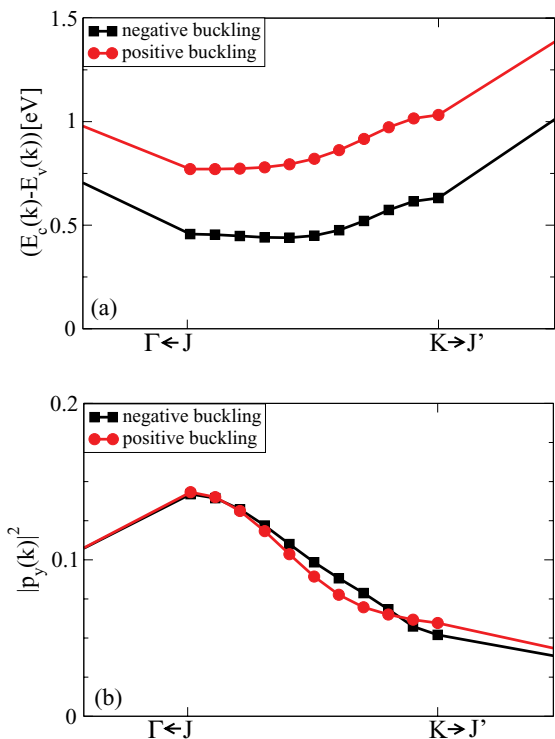 1.5
negative buckling
positive buckling
1
(E_c(k)-E_v(k))[eV]
0.5
(a)
0
Γ←J
K→J'
0.2
negative buckling
positive buckling
0.1
|p_y(k)|²
(b)
0
Γ←J
K→J'